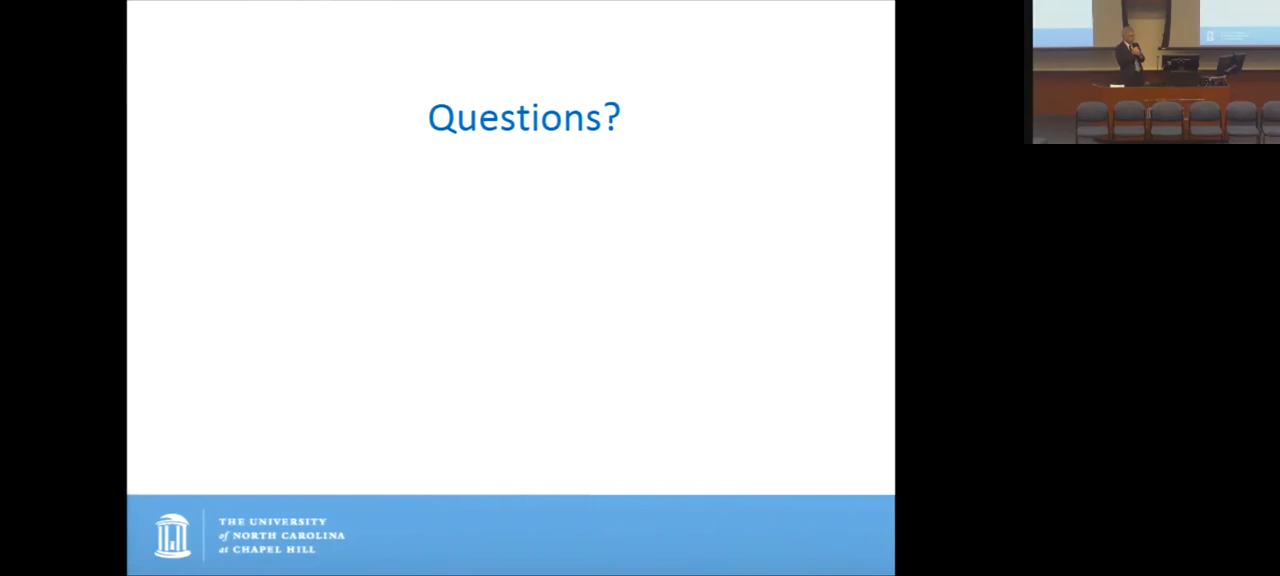 Questions?
THE UNIVERSITY
of NORTH CAROLINA
at CHAPEL HILL